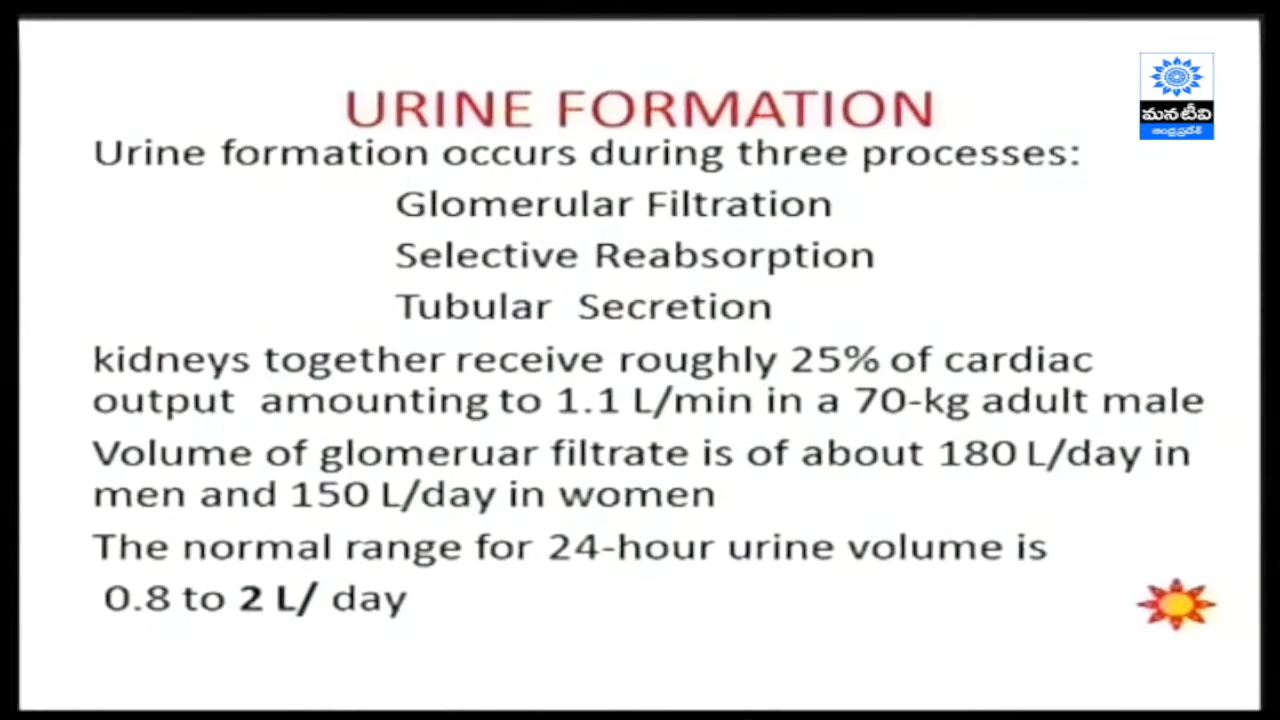 మనటీవి
ఆంధ్రప్రదేశ్
URINE FORMATION
Urine formation occurs during three processes:
Glomerular Filtration
Selective Reabsorption
Tubular Secretion
kidneys together receive roughly 25% of cardiac
output amounting to 1.1 L/min in a 70-kg adult male
Volume of glomeruar filtrate is of about 180 L/day in
men and 150 L/day in women
The normal range for 24-hour urine volume is
0.8 to 2 L/ day